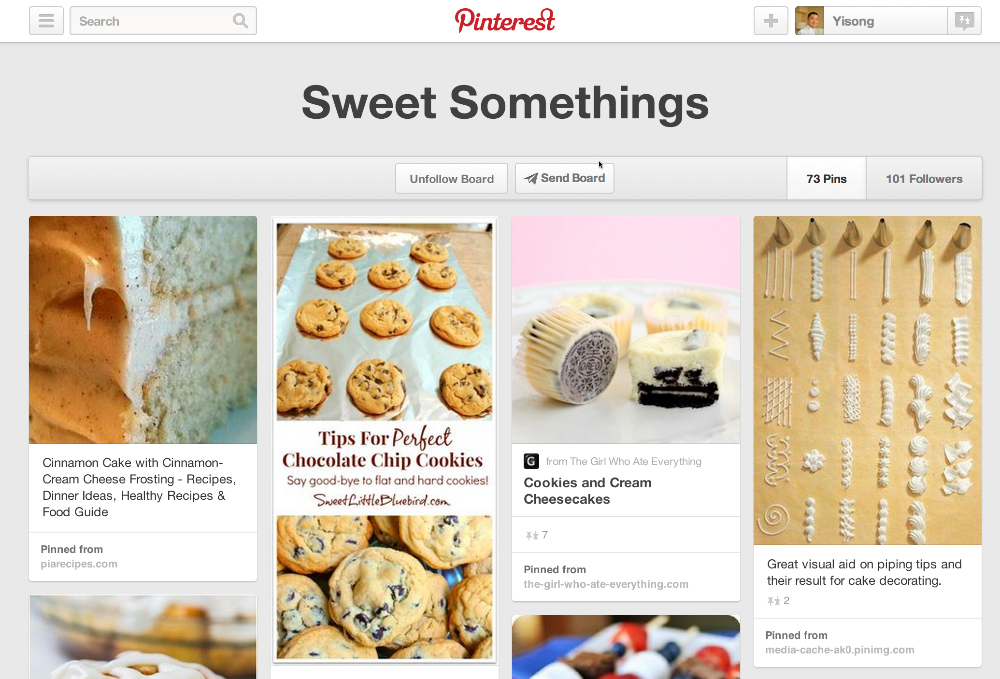 Search
Pinterest
Yisong
Sweet Somethings
Unfollow Board
Send Board
73 Pins
101 Followers
Cinnamon Cake with Cinnamon-
Cream Cheese Frosting - Recipes,
Dinner Ideas, Healthy Recipes &
Food Guide
Pinned from
piarecipes.com
Tips For Perfect
Chocolate Chip Cookies
Say good-bye to flat and hard cookies!
SweetLittleBluebird.com
OREO
G from The Girl Who Ate Everything
Cookies and Cream
Cheesecakes
7
Pinned from
the-girl-who-ate-everything.com
Great visual aid on piping tips and
their result for cake decorating.
2
Pinned from
media-cache-ak0.pinimg.com